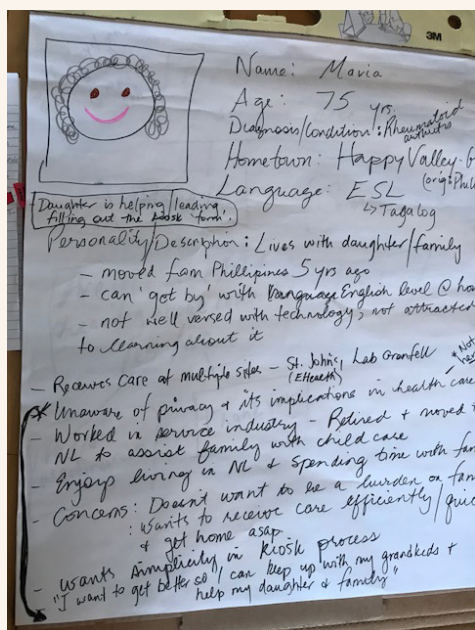 3M
Name: Maria
Age: 75 yrs.
Diagnosis/Condition: Rheumatoid
arthritis
Hometown: Happy Valley-G
(orig: Phili
Language: ESL
↳ Tagalog
Daughter is helping/leading
filling out the kiosk 'form'.
Personality/Description: Lives with daughter/family
- moved from Phillipines 5 yrs ago
- can 'get by' with English level @ ho
- not well versed with technology, not attracted
to learning about it
- Receives care at multiple sites - St. John's, Lab Grenfell
(EHealth)
* Not
* Unaware of privacy & its implications in health car
- Worked in service industry - Retired & moved t
NL to assist family with child care
- Enjoys living in NL & spending time with fam
- Concerns: Doesn't want to be a burden on fam
: wants to receive care efficiently/quic
& get home asap
- wants simplicity in kiosk process
- "I want to get better so I can keep up with my grandkids +
help my daughter & family"